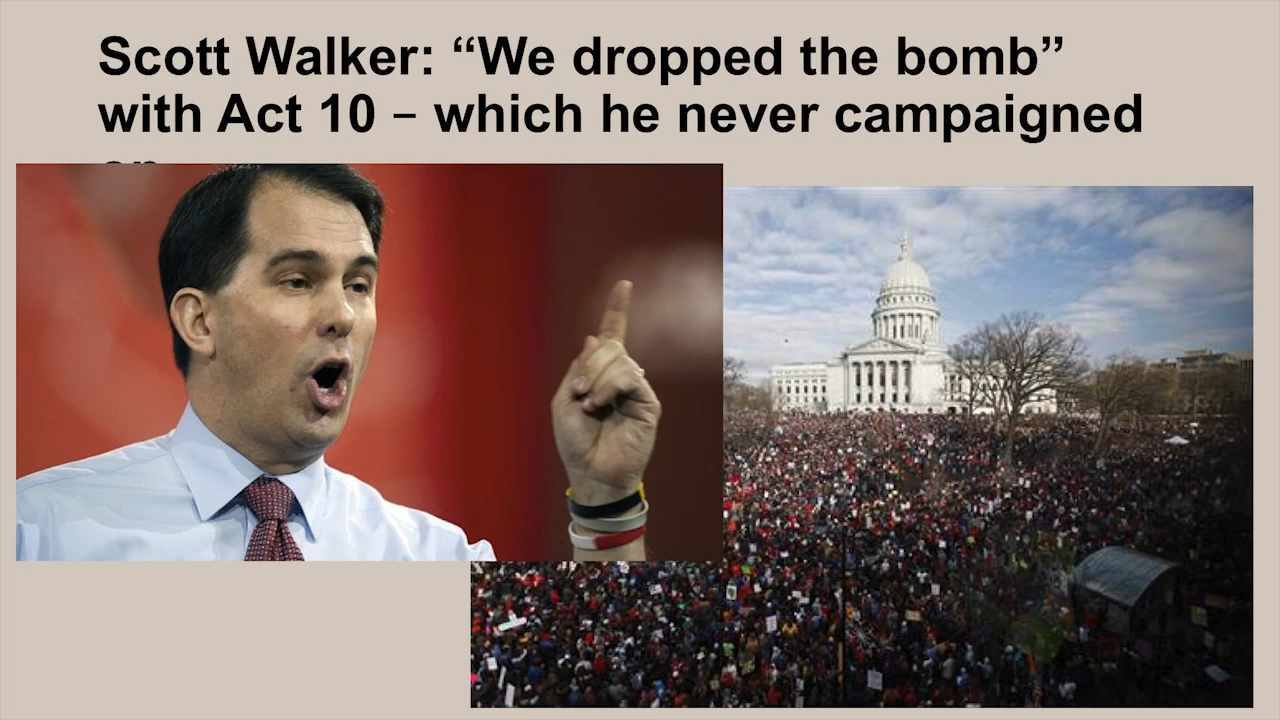 Scott Walker: “We dropped the bomb”
with Act 10 – which he never campaigned